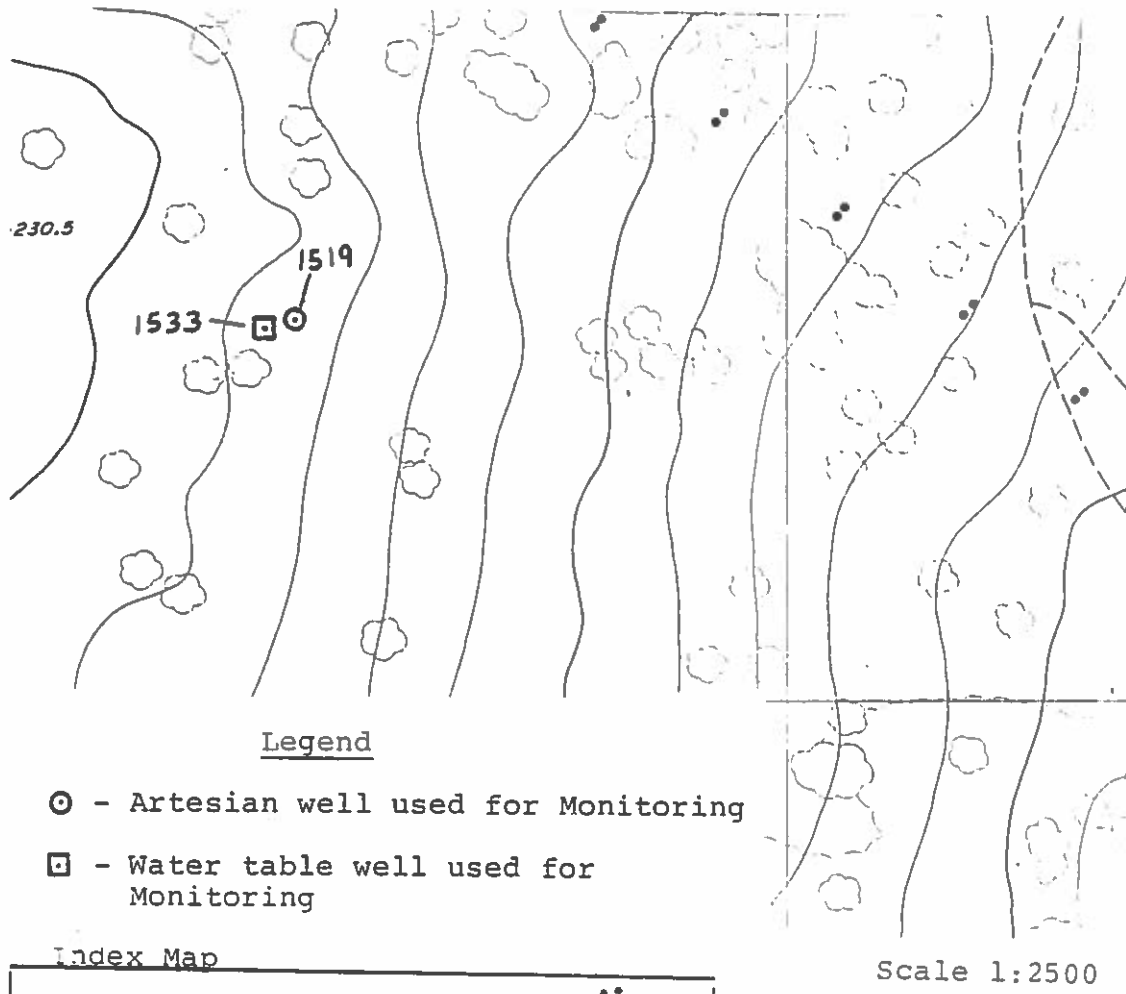 230.5
1519
1533
Legend
- Artesian well used for Monitoring
- Water table well used for
Monitoring
Index Map
Scale 1:2500